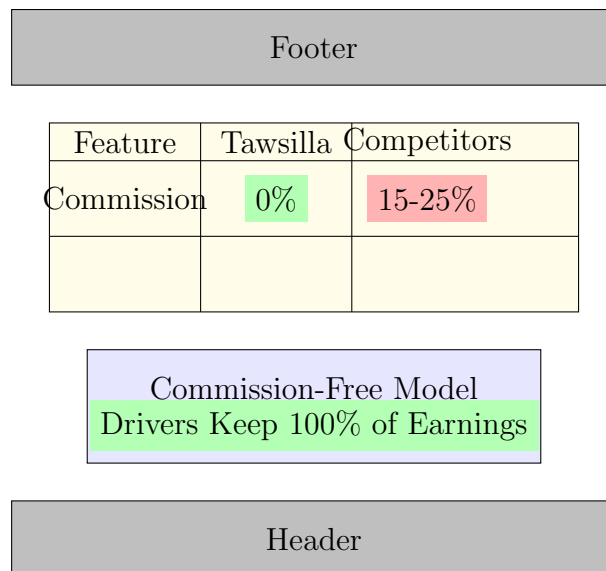 Footer
Feature Tawsilla Competitors
Commission 0% 15-25%
Commission-Free Model
Drivers Keep 100% of Earnings
Header